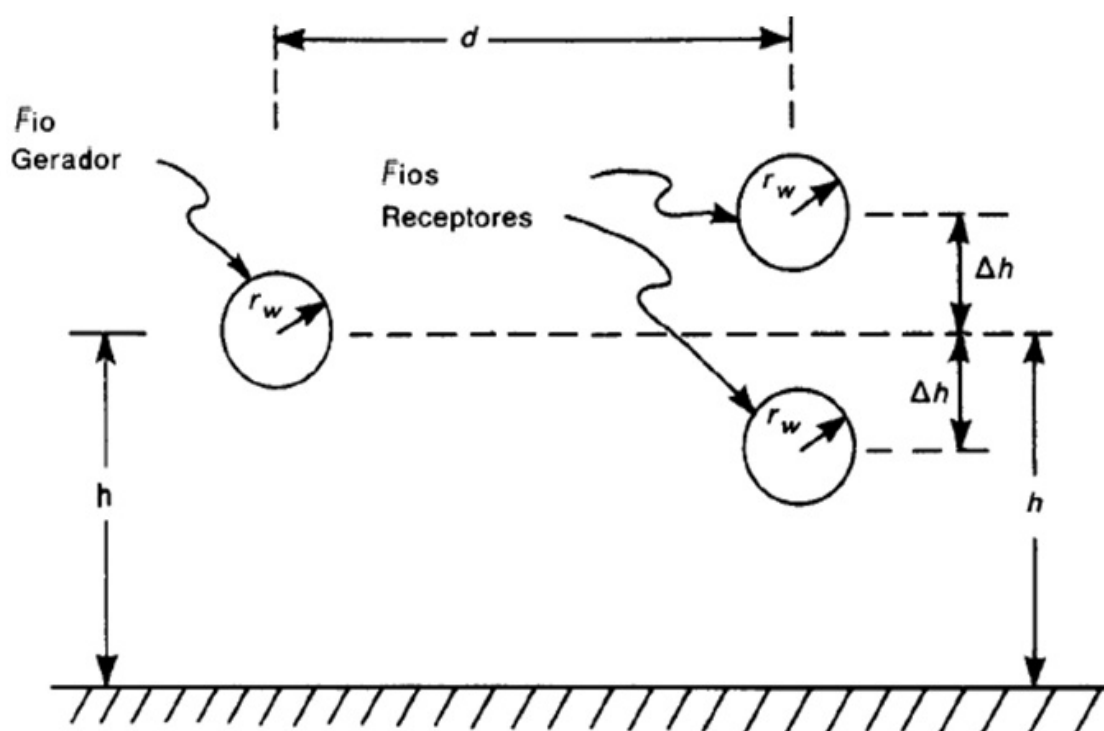 d
Fio
Gerador
Fios
Receptores
r_w
r_w
Δh
r_w
Δh
h
h